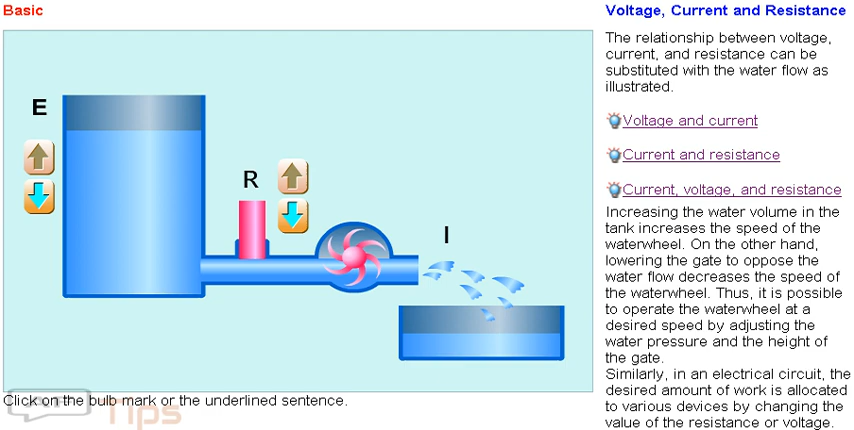 Basic
Voltage, Current and Resistance
The relationship between voltage,
current, and resistance can be
substituted with the water flow as
illustrated.
E
R
I
Voltage and current
Current and resistance
Current, voltage, and resistance
Increasing the water volume in the
tank increases the speed of the
waterwheel. On the other hand,
lowering the gate to oppose the
water flow decreases the speed of
the waterwheel. Thus, it is possible
to operate the waterwheel at a
desired speed by adjusting the
water pressure and the height of
the gate.
Similarly, in an electrical circuit, the
desired amount of work is allocated
to various devices by changing the
value of the resistance or voltage.
Click on the bulb mark or the underlined sentence.
Tips